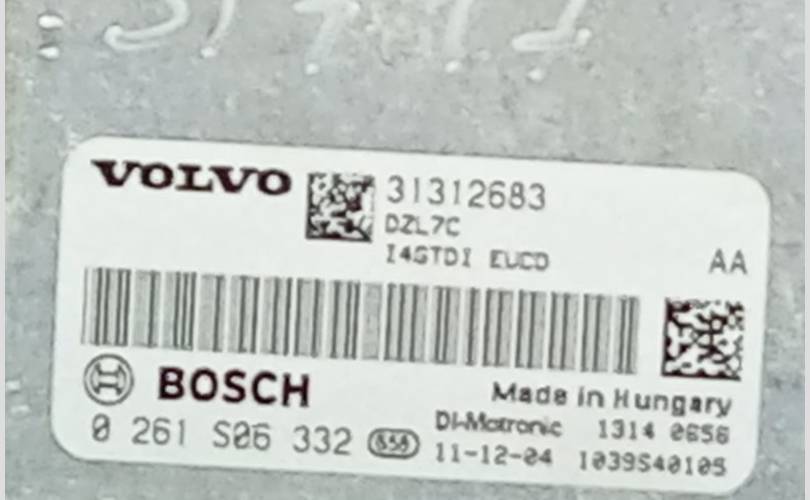 VOLVO 31312683
DZL7C
I4GTDI EUCD AA
BOSCH Made in Hungary
0 261 S06 332 DI-Motronic 1314 0656
11-12-04 1039S40105